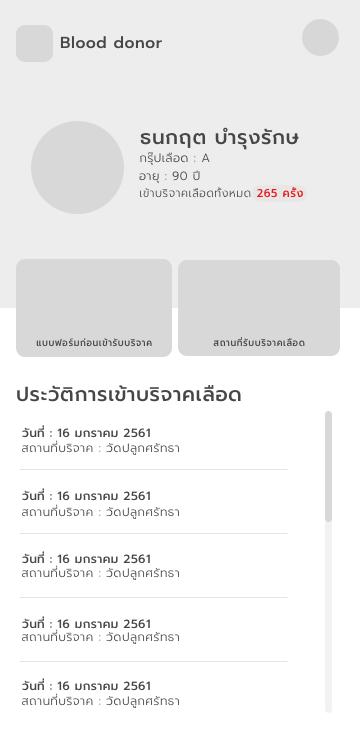 Blood donor
ธนกฤต บำรุงรักษ
กรุ๊ปเลือด : A
อายุ : 90 ปี
เข้าบริจาคเลือดทั้งหมด 265 ครั้ง
แบบฟอร์มก่อนเข้ารับบริจาค
สถานที่รับบริจาคเลือด
ประวัติการเข้าบริจาคเลือด
วันที่ : 16 มกราคม 2561
สถานที่บริจาค : วัดปลูกศรัทธา
วันที่ : 16 มกราคม 2561
สถานที่บริจาค : วัดปลูกศรัทธา
วันที่ : 16 มกราคม 2561
สถานที่บริจาค : วัดปลูกศรัทธา
วันที่ : 16 มกราคม 2561
สถานที่บริจาค : วัดปลูกศรัทธา
วันที่ : 16 มกราคม 2561
สถานที่บริจาค : วัดปลูกศรัทธา